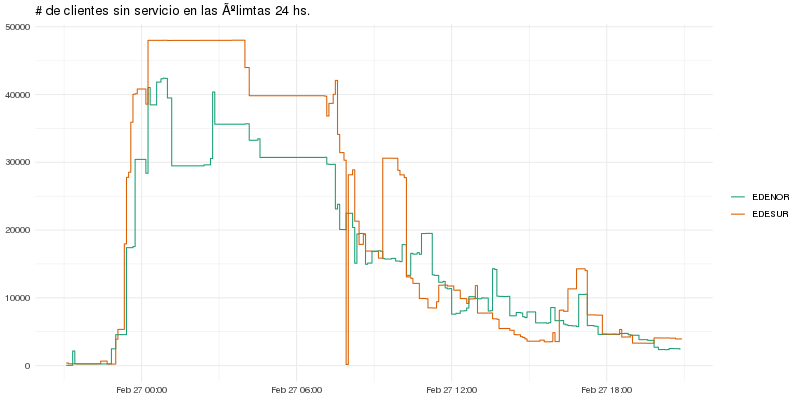 # de clientes sin servicio en las Ãºlimtas 24 hs.
50000
40000
30000
20000
10000
0
Feb 27 00:00
Feb 27 06:00
Feb 27 12:00
Feb 27 18:00
EDENOR
EDESUR